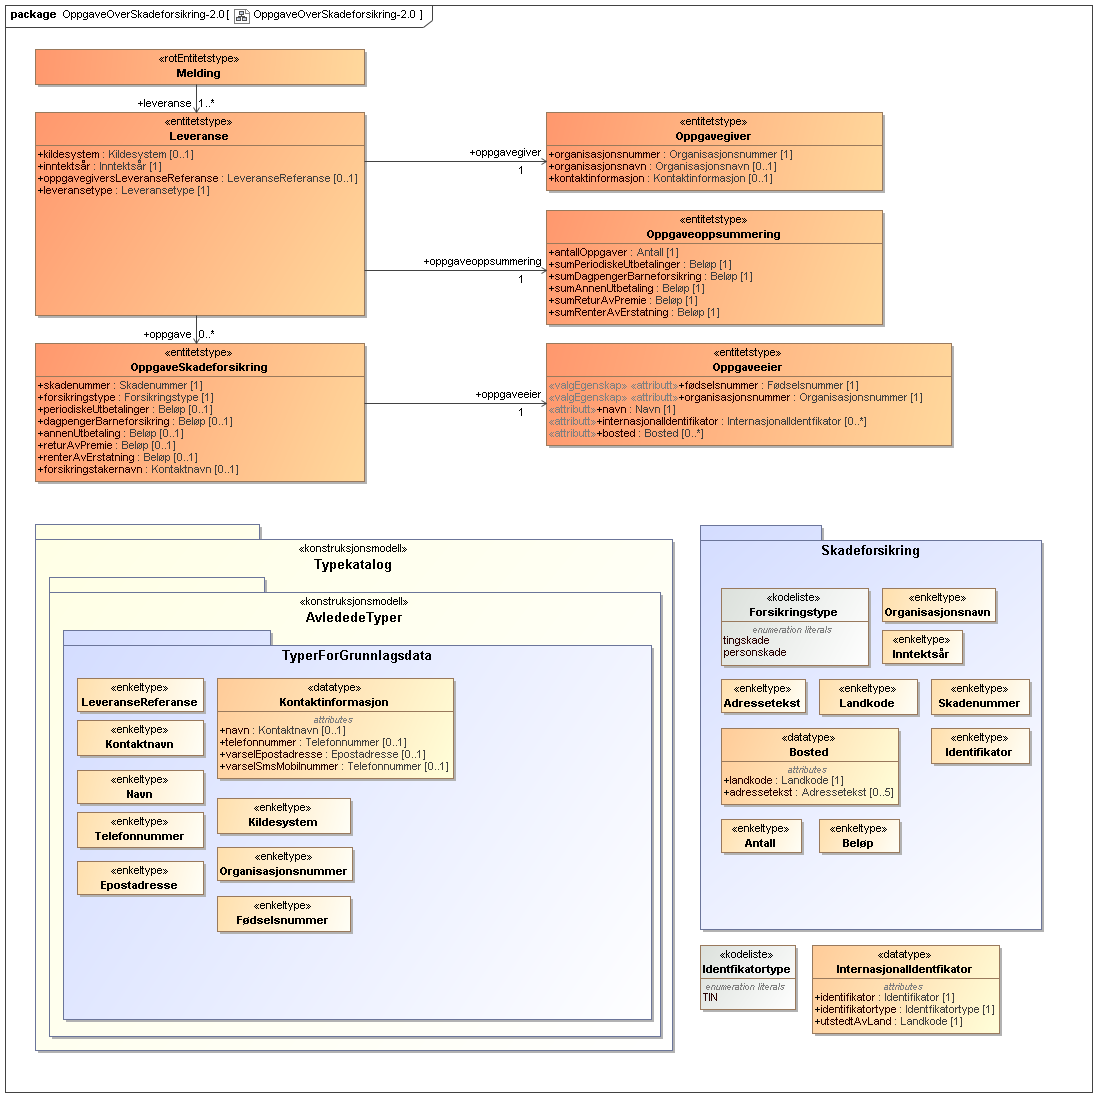 package OppgaveOverSkadeforsikring-2.0[ OppgaveOverSkadeforsikring-2.0 ]
«rotEntitetstype»
Melding
+leveranse 1..*
«entitetstype»
Leveranse
+kildesystem : Kildesystem [0..1]
+inntektsår : Inntektsår [1]
+oppgavegiversLeveranseReferanse : LeveranseReferanse [0..1]
+leveransetype : Leveransetype [1]
+oppgavegiver
1
«entitetstype»
Oppgavegiver
+organisasjonsnummer : Organisasjonsnummer [1]
+organisasjonsnavn : Organisasjonsnavn [0..1]
+kontaktinformasjon : Kontaktinformasjon [0..1]
+oppgaveoppsummering
1
«entitetstype»
Oppgaveoppsummering
+antallOppgaver : Antall [1]
+sumPeriodiskeUtbetalinger : Beløp [1]
+sumDagpengerBarneforsikring : Beløp [1]
+sumAnnenUtbetaling : Beløp [1]
+sumReturAvPremie : Beløp [1]
+sumRenterAvErstatning : Beløp [1]
+oppgave 0..*
«entitetstype»
OppgaveSkadeforsikring
+skadenummer : Skadenummer [1]
+forsikringstype : Forsikringstype [1]
+periodiskeUtbetalinger : Beløp [0..1]
+dagpengerBarneforsikring : Beløp [0..1]
+annenUtbetaling : Beløp [0..1]
+returAvPremie : Beløp [0..1]
+renterAvErstatning : Beløp [0..1]
+forsikringstakernavn : Kontaktnavn [0..1]
+oppgaveeier
1
«entitetstype»
Oppgaveeier
«valgEgenskap» «attributt»+fødselsnummer : Fødselsnummer [1]
«valgEgenskap» «attributt»+organisasjonsnummer : Organisasjonsnummer [1]
«attributt»+navn : Navn [1]
«attributt»+internasjonalIdentfikator : InternasjonalIdentfikator [0..*]
«attributt»+bosted : Bosted [0..*]
«konstruksjonsmodell»
Typekatalog
«konstruksjonsmodell»
AvledeteTyper
TyperForGrunnlagsdata
«enkeltype»
LeveranseReferanse
«enkeltype»
Kontaktnavn
«enkeltype»
Navn
«enkeltype»
Telefonnummer
«enkeltype»
Epostadresse
«datatype»
Kontaktinformasjon
attributes
+navn : Kontaktnavn [0..1]
+telefonnummer : Telefonnummer [0..1]
+varselEpostadresse : Epostadresse [0..1]
+varselSmsMobilnummer : Telefonnummer [0..1]
«enkeltype»
Kildesystem
«enkeltype»
Organisasjonsnummer
«enkeltype»
Fødselsnummer
Skadeforsikring
«kodeliste»
Forsikringstype
enumeration literals
tingskade
personskade
«enkeltype»
Organisasjonsnavn
«enkeltype»
Inntektsår
«enkeltype»
Adressetekst
«enkeltype»
Landkode
«enkeltype»
Skadenummer
«datatype»
Bosted
attributes
+landkode : Landkode [1]
+adressetekst : Adressetekst [0..5]
«enkeltype»
Identifikator
«enkeltype»
Antall
«enkeltype»
Beløp
«kodeliste»
Identfikatortype
enumeration literals
TIN
«datatype»
InternasjonalIdentfikator
attributes
+identifikator : Identifikator [1]
+identifikatortype : Identfikatortype [1]
+utstedtAvLand : Landkode [1]